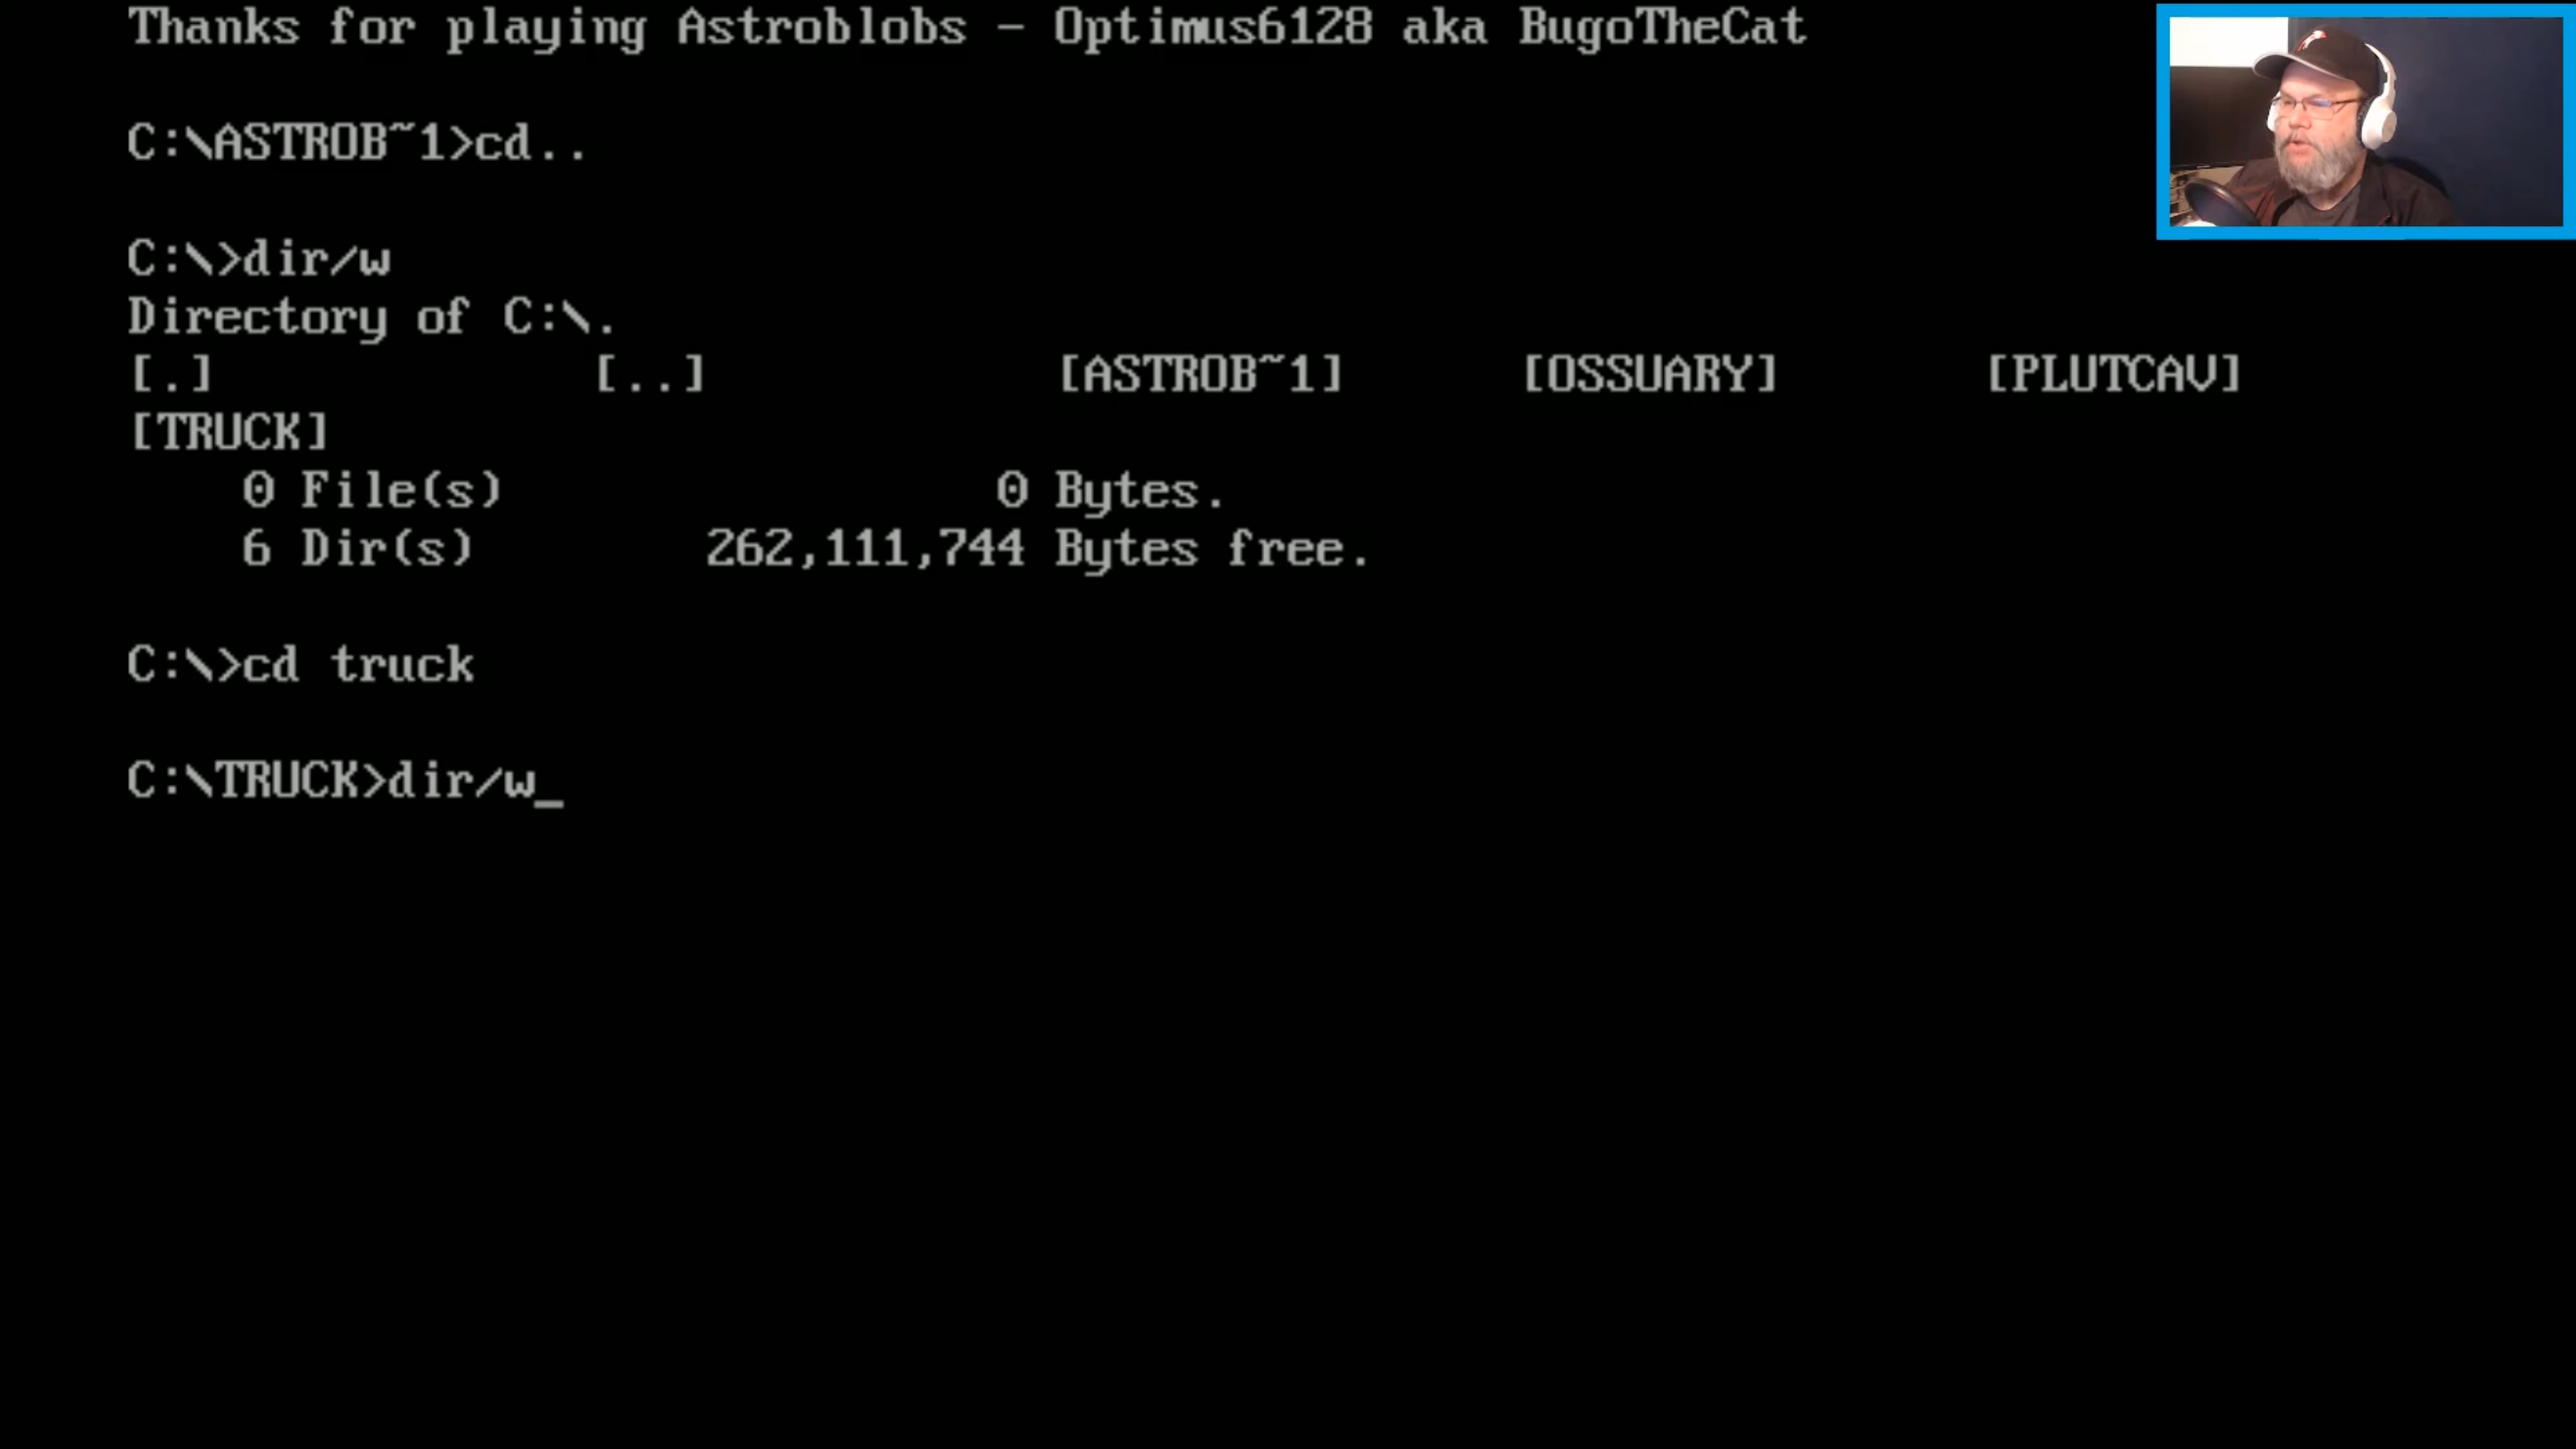 Thanks for playing Astroblobs - Optimus6128 aka BugoTheCat
C:\ASTROB~1>cd..
C:\>dir/w
Directory of C:\.
[.] [..] [ASTROB~1] [OSSUARY] [PLUTCAV]
[TRUCK]
0 File(s) 0 Bytes.
6 Dir(s) 262,111,744 Bytes free.
C:\>cd truck
C:\TRUCK>dir/w_